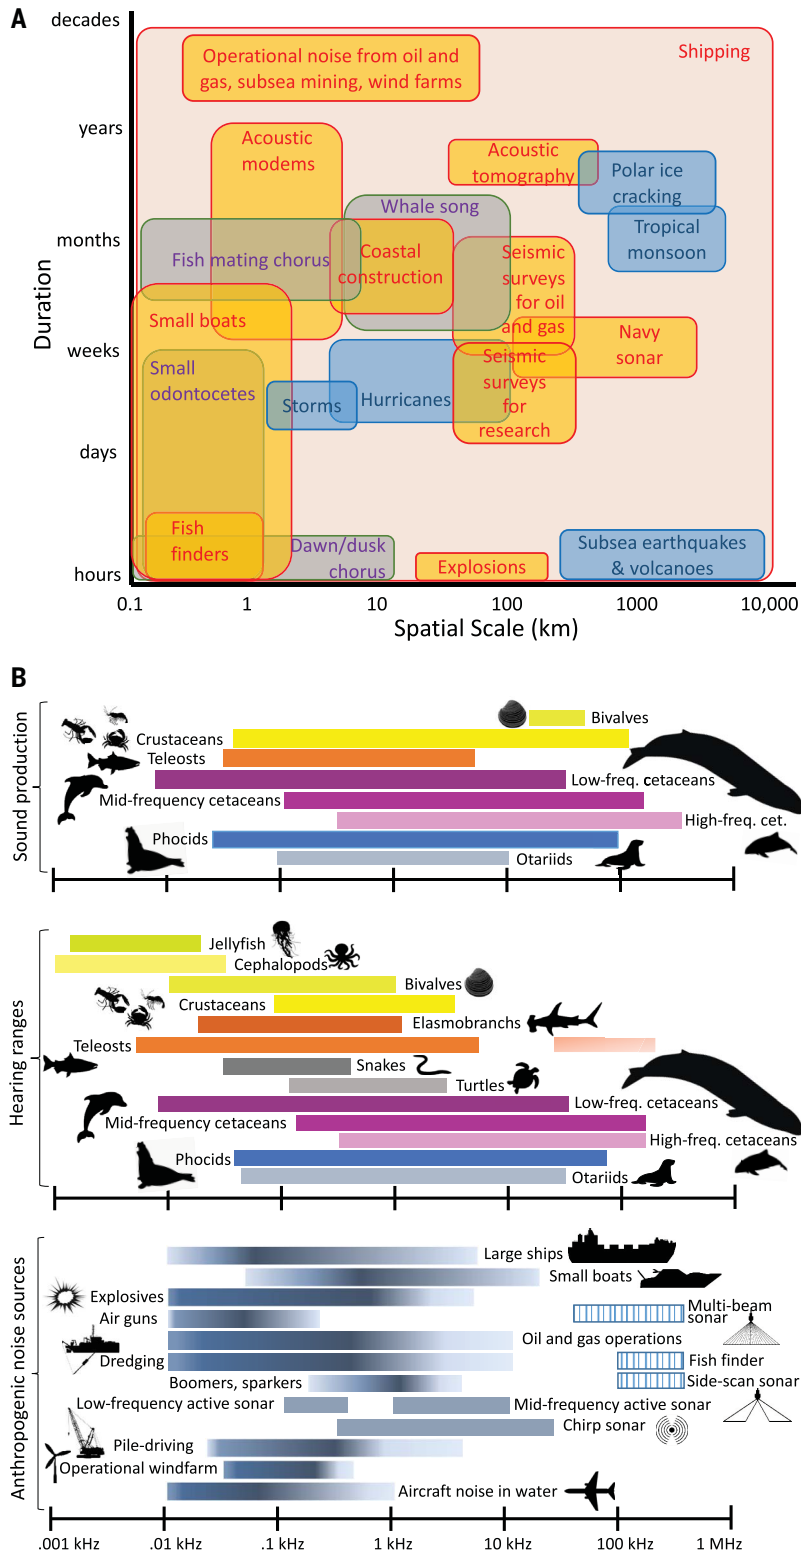 A
decades
years
months
weeks
days
hours
Duration
Operational noise from oil and
gas, subsea mining, wind farms
Shipping
Acoustic
modems
Acoustic
tomography
Polar ice
cracking
Whale song
Tropical
monsoon
Fish mating chorus
Coastal
construction
Seismic
surveys
for oil
and gas
Small boats
Navy
sonar
Small
odontocetes
Seismic
surveys
for
research
Storms
Hurricanes
Fish
finders
Dawn/dusk
chorus
Explosions
Subsea earthquakes
& volcanoes
0.1
1
10
100
1000
10,000
Spatial Scale (km)
B
Sound production
Bivalves
Crustaceans
Teleosts
Low-freq. cetaceans
Mid-frequency cetaceans
High-freq. cet.
Phocids
Otariids
Hearing ranges
Jellyfish
Cephalopods
Bivalves
Crustaceans
Elasmobranchs
Teleosts
Snakes
Turtles
Low-freq. cetaceans
Mid-frequency cetaceans
High-freq. cetaceans
Phocids
Otariids
Anthropogenic noise sources
Large ships
Small boats
Explosives
Multi-beam
sonar
Air guns
Oil and gas operations
Dredging
Fish finder
Boomers, sparkers
Side-scan sonar
Low-frequency active sonar
Mid-frequency active sonar
Chirp sonar
Pile-driving
Operational windfarm
Aircraft noise in water
.001 kHz
.01 kHz
.1 kHz
1 kHz
10 kHz
100 kHz
1 MHz